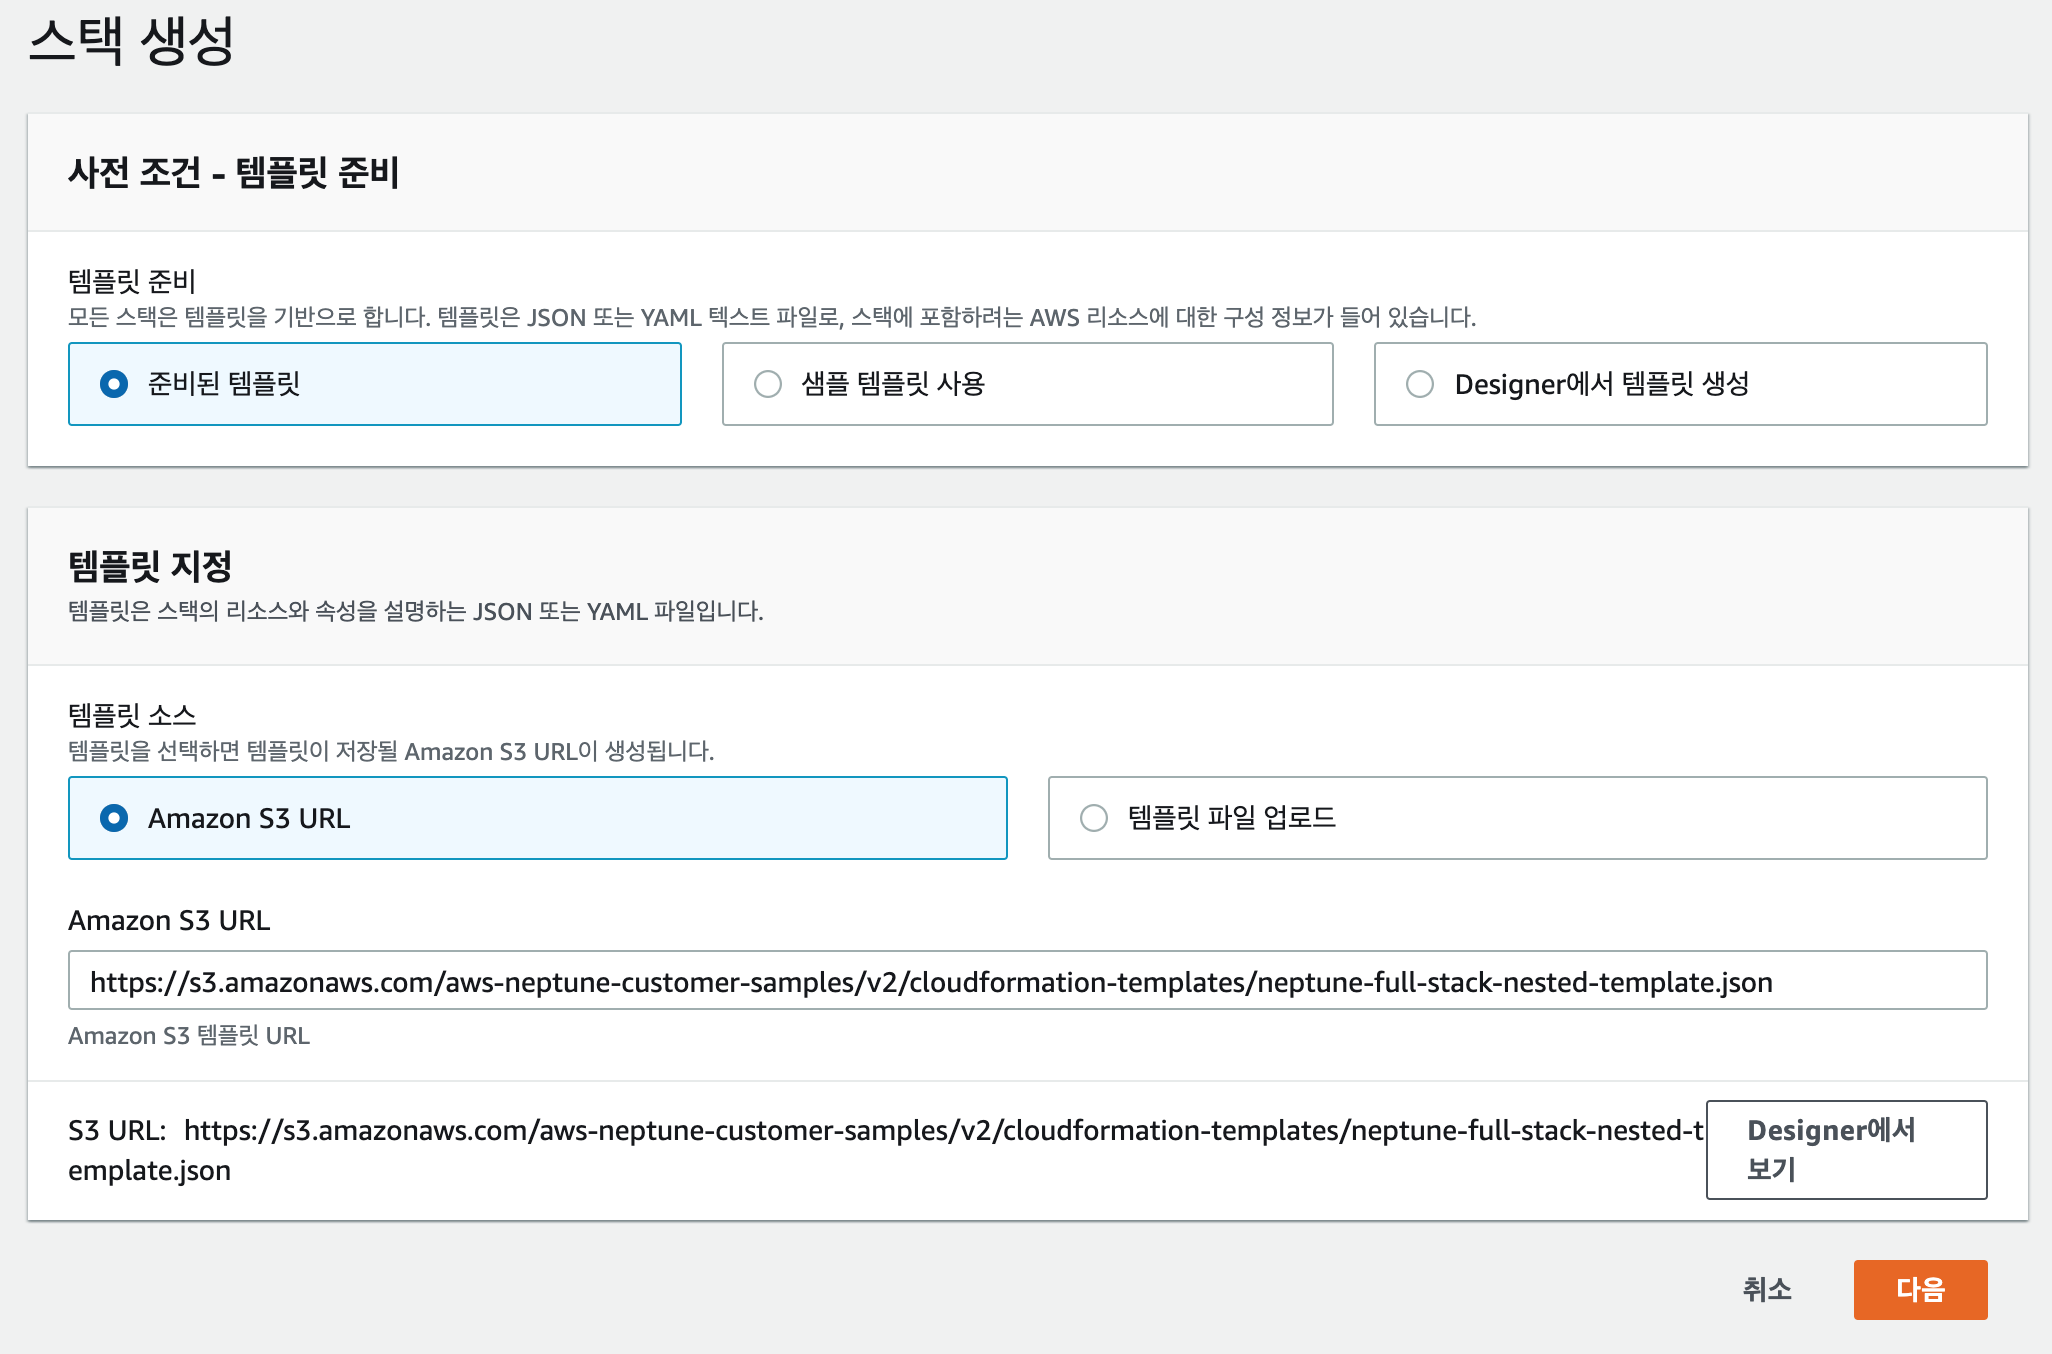 스택 생성
사전 조건 - 템플릿 준비
템플릿 준비
모든 스택은 템플릿을 기반으로 합니다. 템플릿은 JSON 또는 YAML 텍스트 파일로, 스택에 포함하려는 AWS 리소스에 대한 구성 정보가 들어 있습니다.
준비된 템플릿
샘플 템플릿 사용
Designer에서 템플릿 생성
템플릿 지정
템플릿은 스택의 리소스와 속성을 설명하는 JSON 또는 YAML 파일입니다.
템플릿 소스
템플릿을 선택하면 템플릿이 저장될 Amazon S3 URL이 생성됩니다.
Amazon S3 URL
템플릿 파일 업로드
Amazon S3 URL
https://s3.amazonaws.com/aws-neptune-customer-samples/v2/cloudformation-templates/neptune-full-stack-nested-template.json
Amazon S3 템플릿 URL
S3 URL: https://s3.amazonaws.com/aws-neptune-customer-samples/v2/cloudformation-templates/neptune-full-stack-nested-t
emplate.json
Designer에서
보기
취소
다음